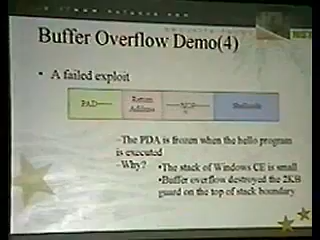 Buffer Overflow Demo(4)
• A failed exploit
PAD
Return
Address
NOP
Shellcode
–The PDA is frozen when the hello program
is executed
–Why?
•The stack of Windows CE is small
•Buffer overflow destroyed the 2KB
guard on the top of stack boundary